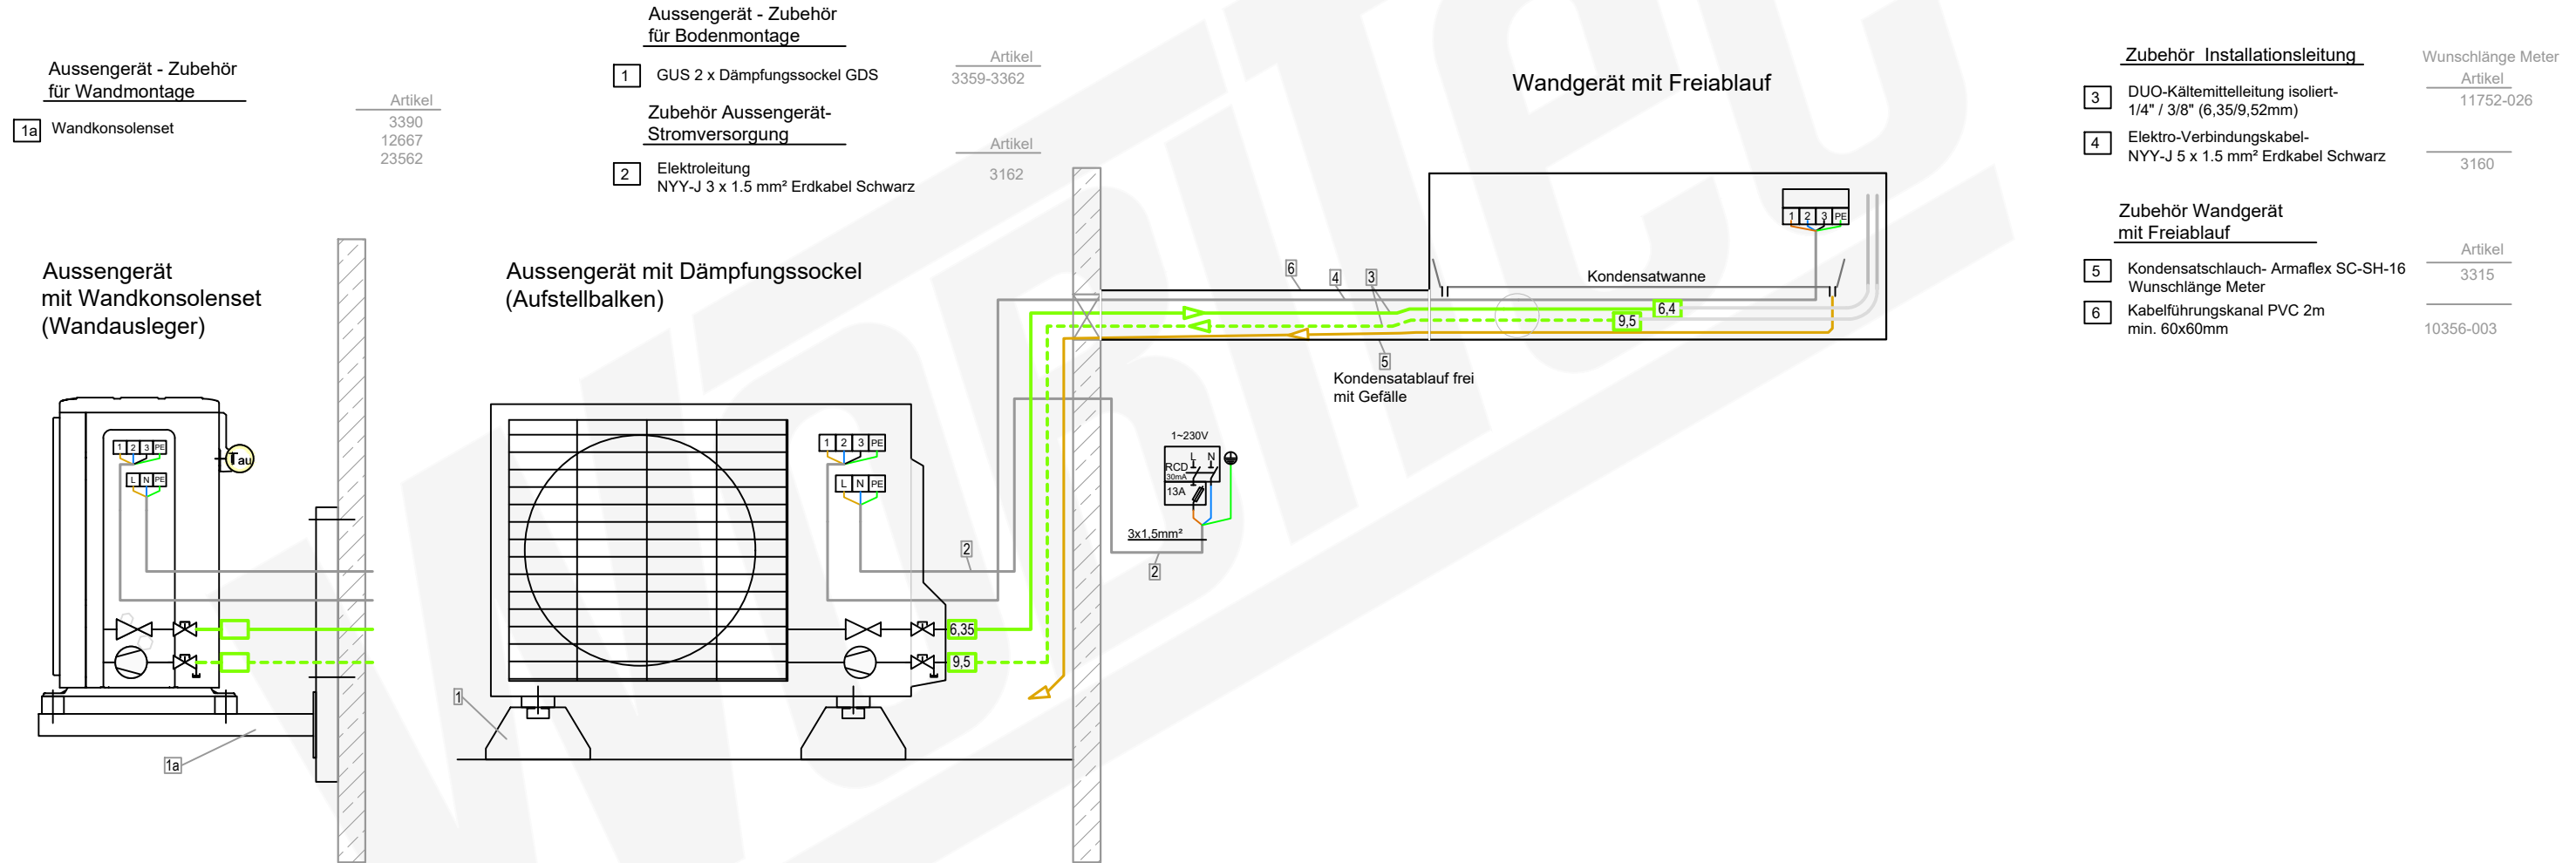 Aussengerät - Zubehör
für Wandmontage
Artikel
1a Wandkonsolenset
3390
12667
23562
Aussengerät - Zubehör
für Bodenmontage
Artikel
1 GUS 2 x Dämpfungssockel GDS 3359-3362
Zubehör Aussengerät-
Stromversorgung
Artikel
2 Elektroleitung
NYY-J 3 x 1.5 mm² Erdkabel Schwarz
3162
Wandgerät mit Freiablauf
Zubehör Installationsleitung
Wunschlänge Meter
Artikel
3 DUO-Kältemittelleitung isoliert-
1/4" / 3/8" (6,35/9,52mm)
11752-026
4 Elektro-Verbindungskabel-
NYY-J 5 x 1.5 mm² Erdkabel Schwarz
3160
Zubehör Wandgerät
mit Freiablauf
Artikel
5 Kondensatschlauch- Armaflex SC-SH-16
Wunschlänge Meter
3315
6 Kabelführungskanal PVC 2m
min. 60x60mm
10356-003
Aussengerät
mit Wandkonsolenset
(Wandausleger)
1 2 3 PE
L N PE
Tau
1a
Aussengerät mit Dämpfungssockel
(Aufstellbalken)
1 2 3 PE
L N PE
2
6,35
9,5
1
1 2 3 PE
Kondensatwanne
6
4
3
6,4
9,5
5
Kondensatablauf frei
mit Gefälle
1~230V
L N
RCD
30mA
13A
3x1,5mm²
2